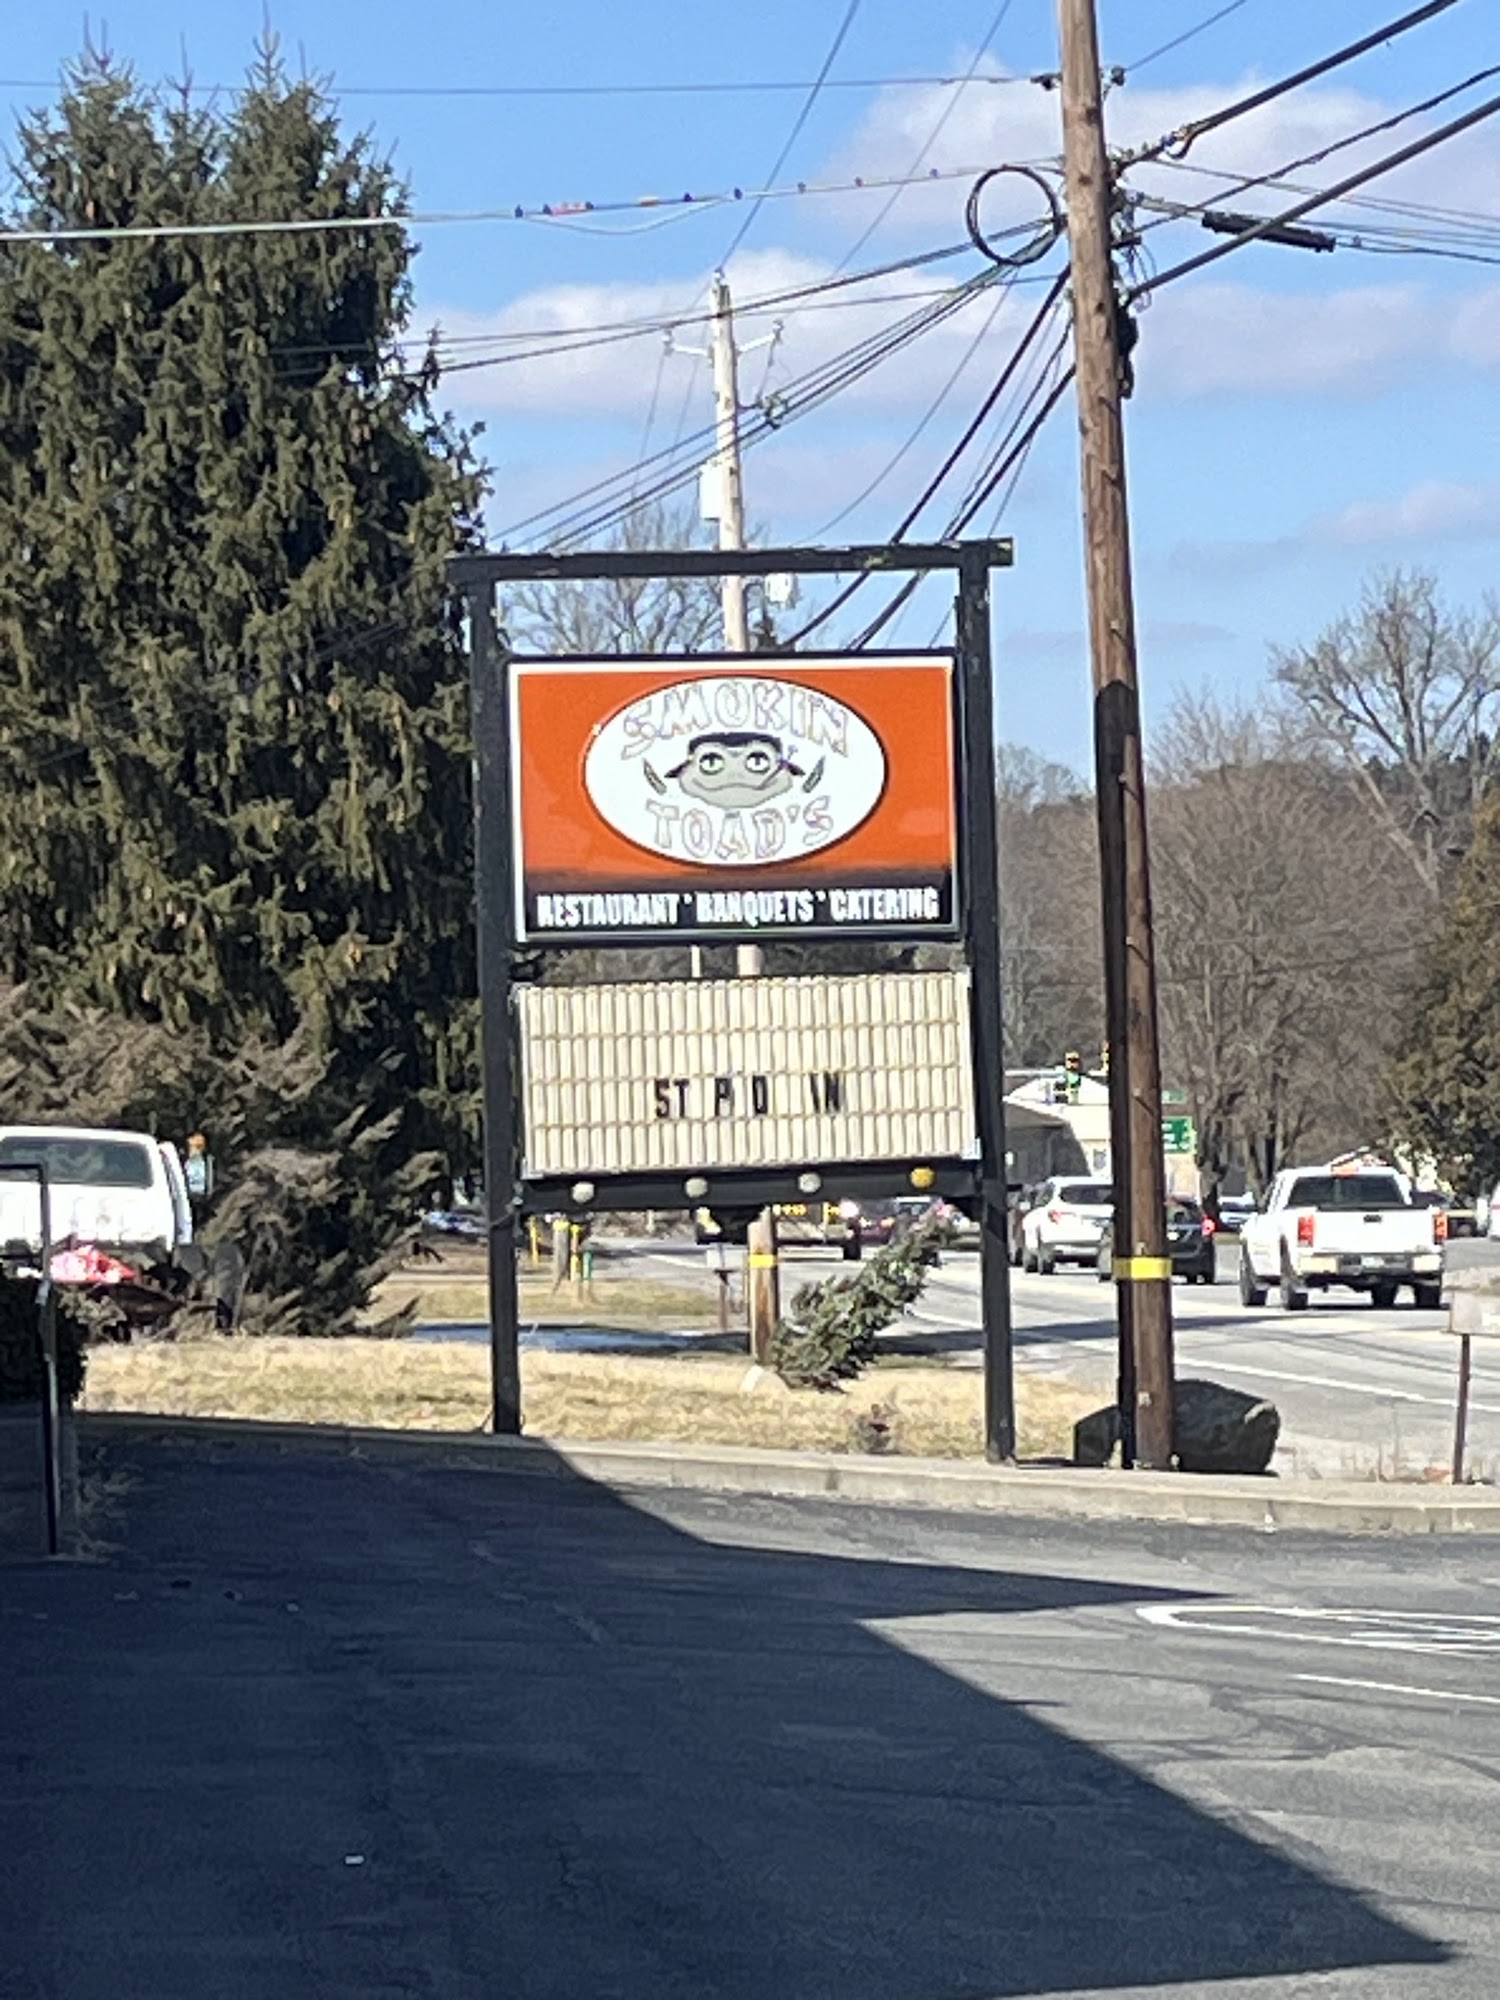 SMOKIN
TOAD'S
RESTAURANT * BANQUETS * CATERING
ST P O IN